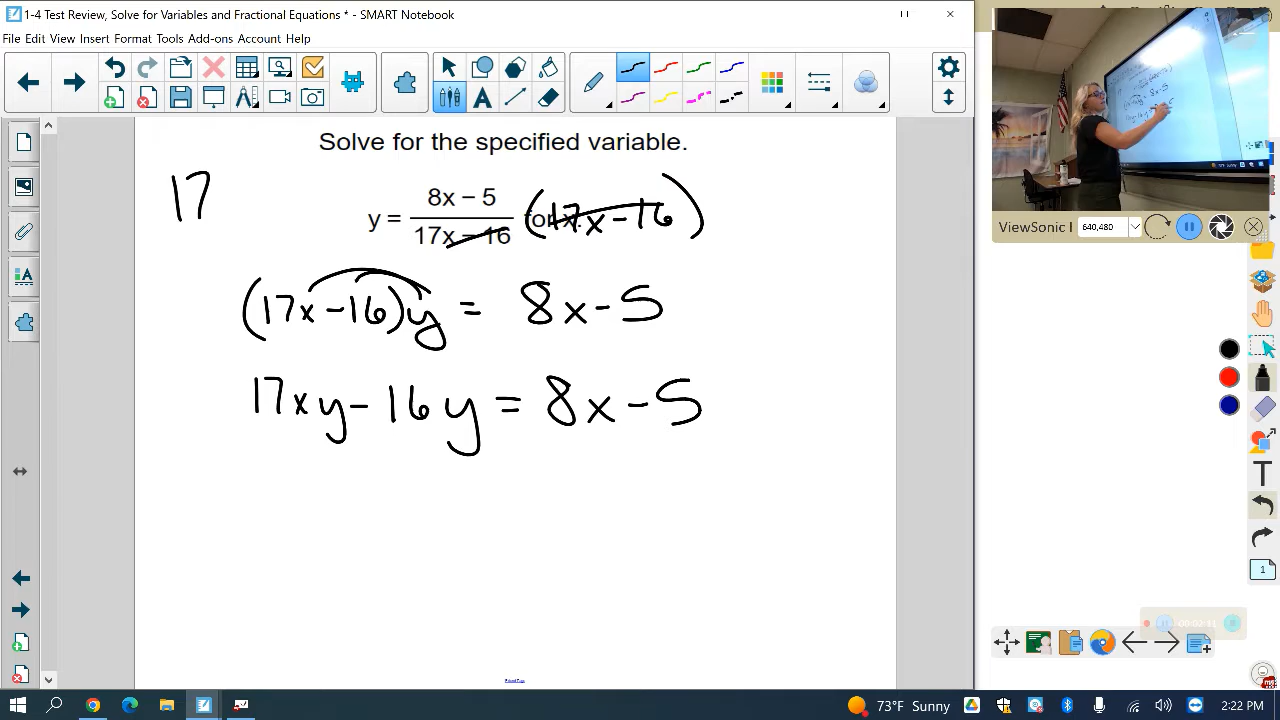 1-4 Test Review, Solve for Variables and Fractional Equations * - SMART Notebook
File Edit View Insert Format Tools Add-ons Account Help
Solve for the specified variable.
17
y = (8x − 5)/(17x − 16) for x. (17x − 16)
(17x − 16)y = 8x − 5
17xy − 16y = 8x − 5
ViewSonic
640,480
1
73°F Sunny
2:22 PM